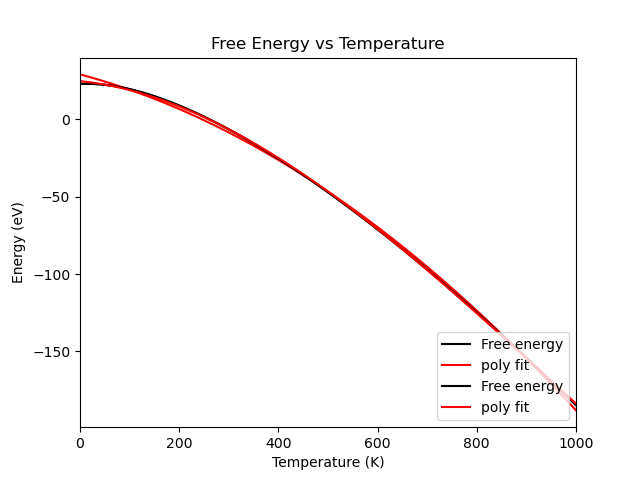 Free Energy vs Temperature
Energy (eV)
0
−50
−100
−150
Free energy
poly fit
Free energy
poly fit
0
200
400
600
800
1000
Temperature (K)